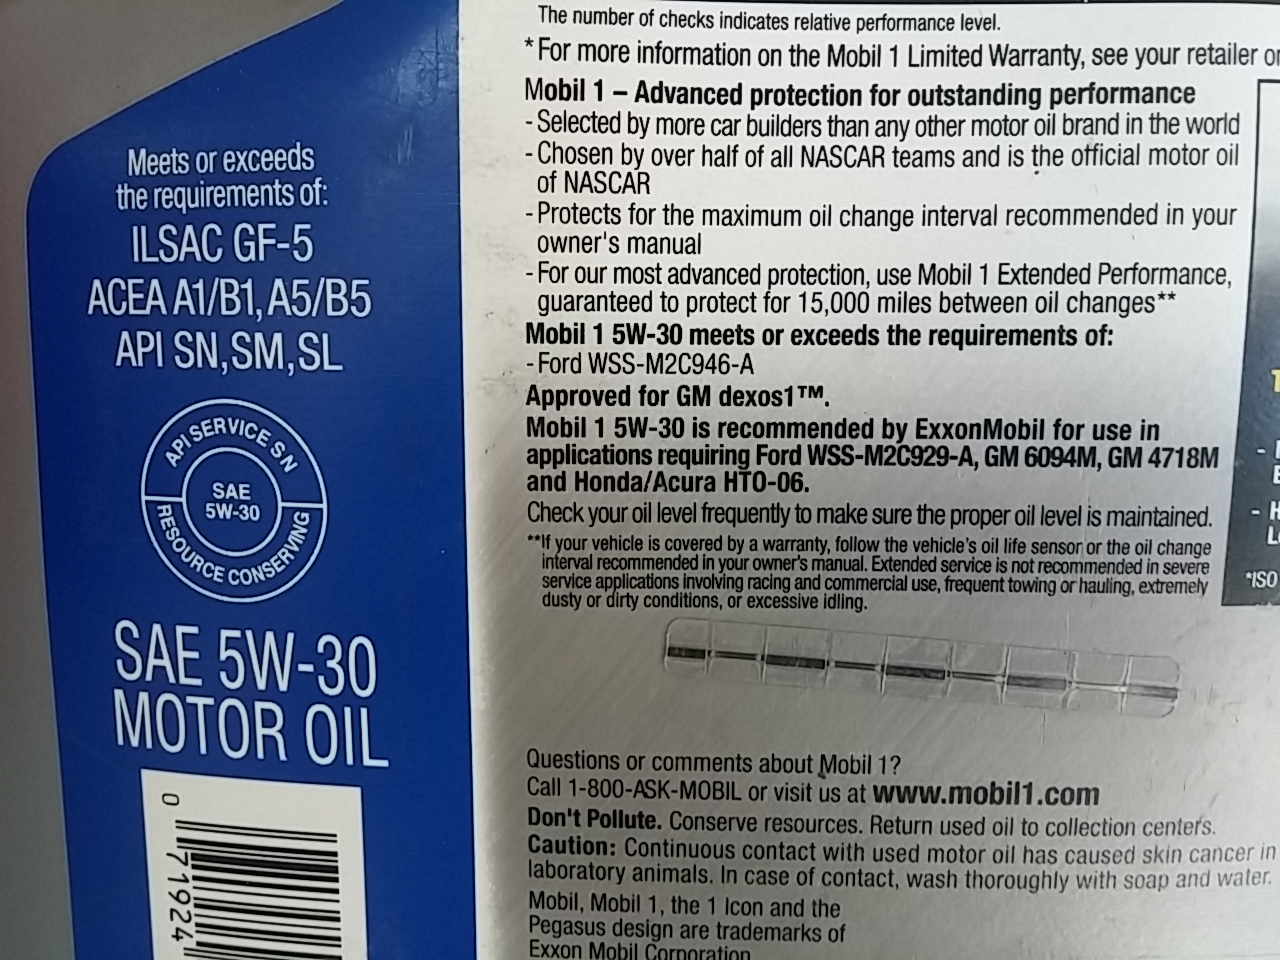 Meets or exceeds
the requirements of:
ILSAC GF-5
ACEA A1/B1, A5/B5
API SN, SM, SL
API SERVICE SN
SAE
5W-30
RESOURCE CONSERVING
SAE 5W-30
MOTOR OIL
0
71924
The number of checks indicates relative performance level.
*For more information on the Mobil 1 Limited Warranty, see your retailer or
Mobil 1 – Advanced protection for outstanding performance
- Selected by more car builders than any other motor oil brand in the world
- Chosen by over half of all NASCAR teams and is the official motor oil
of NASCAR
- Protects for the maximum oil change interval recommended in your
owner's manual
- For our most advanced protection, use Mobil 1 Extended Performance,
guaranteed to protect for 15,000 miles between oil changes**
Mobil 1 5W-30 meets or exceeds the requirements of:
- Ford WSS-M2C946-A
Approved for GM dexos1™.
Mobil 1 5W-30 is recommended by ExxonMobil for use in
applications requiring Ford WSS-M2C929-A, GM 6094M, GM 4718M
and Honda/Acura HTO-06.
Check your oil level frequently to make sure the proper oil level is maintained.
**If your vehicle is covered by a warranty, follow the vehicle's oil life sensor or the oil change
interval recommended in your owner's manual. Extended service is not recommended in severe
service applications involving racing and commercial use, frequent towing or hauling, extremely
dusty or dirty conditions, or excessive idling.
Questions or comments about Mobil 1?
Call 1-800-ASK-MOBIL or visit us at www.mobil1.com
Don't Pollute. Conserve resources. Return used oil to collection centers.
Caution: Continuous contact with used motor oil has caused skin cancer in
laboratory animals. In case of contact, wash thoroughly with soap and water.
Mobil, Mobil 1, the 1 Icon and the
Pegasus design are trademarks of
Exxon Mobil Corporation
*ISO